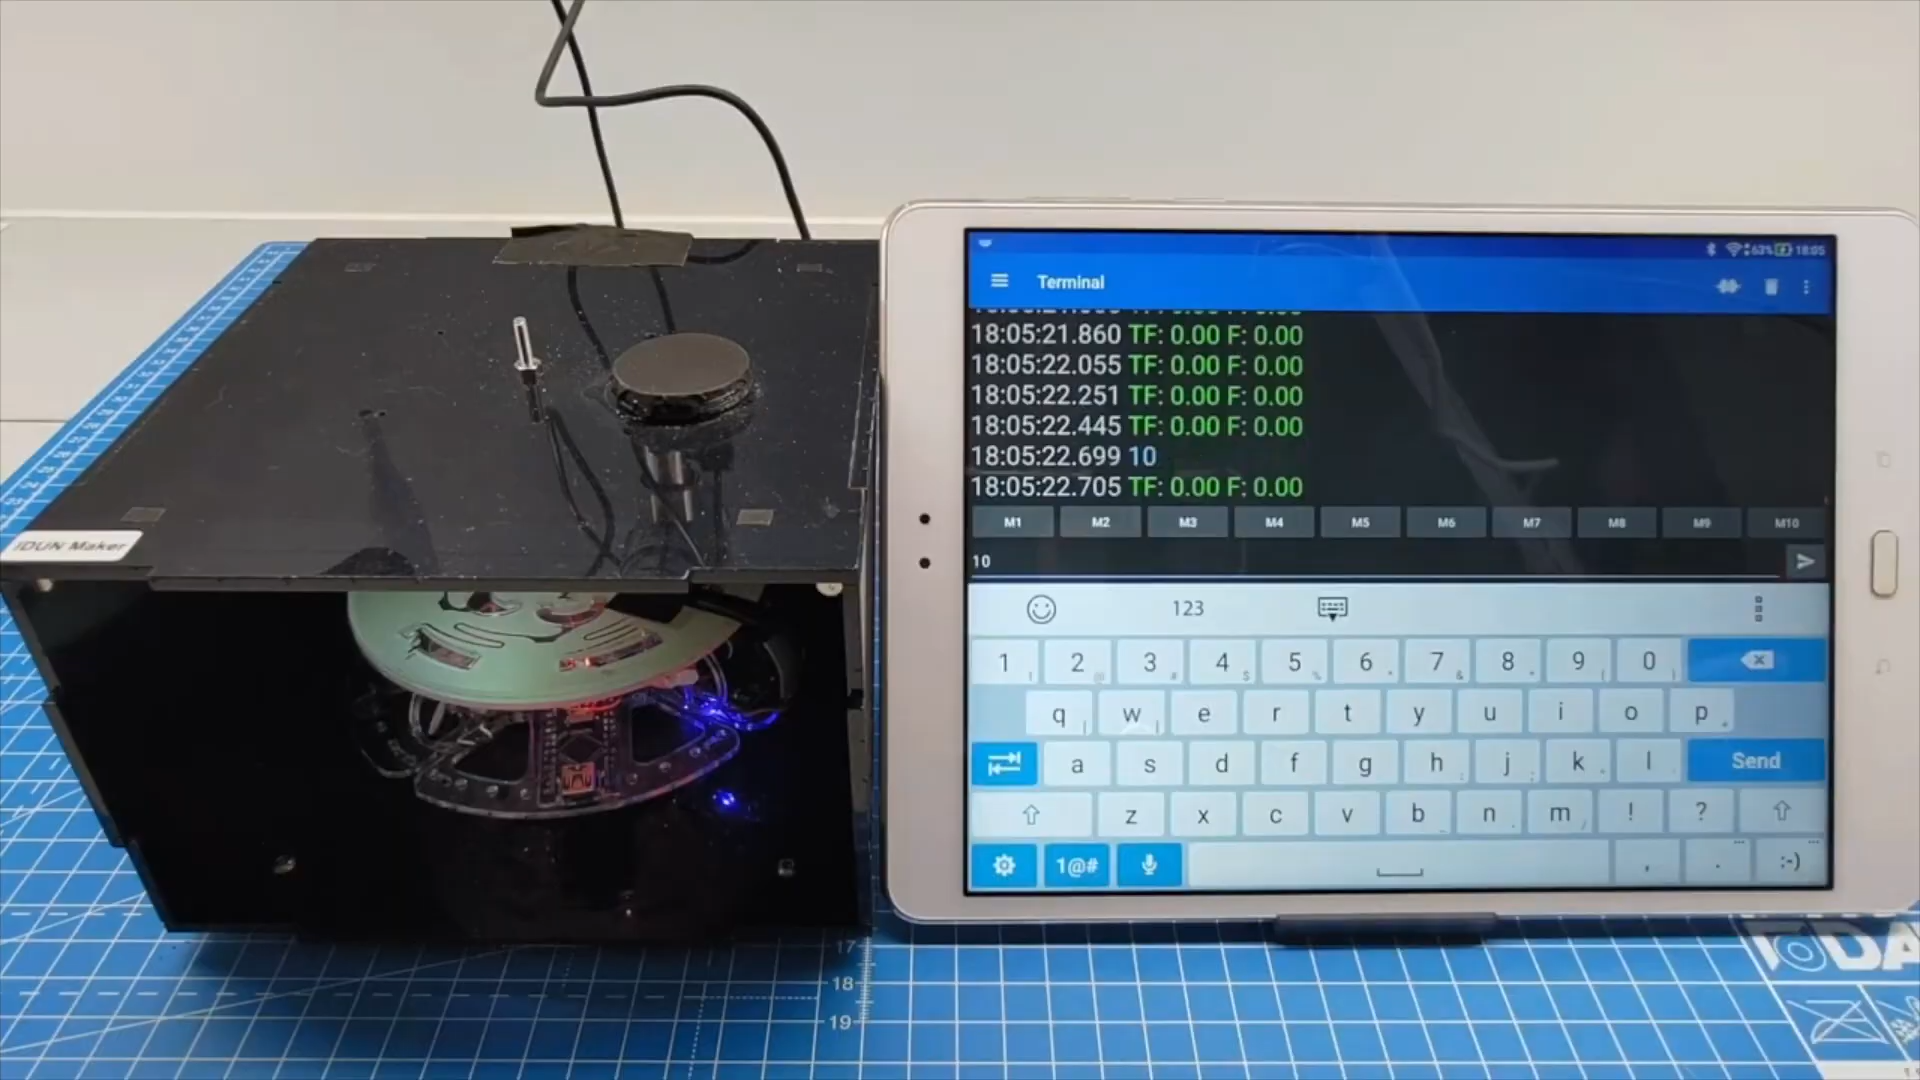 63% 18:05
Terminal
18:05:21.860 TF: 0.00 F: 0.00
18:05:22.055 TF: 0.00 F: 0.00
18:05:22.251 TF: 0.00 F: 0.00
18:05:22.445 TF: 0.00 F: 0.00
18:05:22.699 10
18:05:22.705 TF: 0.00 F: 0.00
M1 M2 M3 M4 M5 M6 M7 M8 M9 M10
10
123
1 2 3 4 5 6 7 8 9 0
q w e r t y u i o p
a s d f g h j k l Send
z x c v b n m ! ?
1@# , . :-)
IDUN Maker
17
18
19
DA